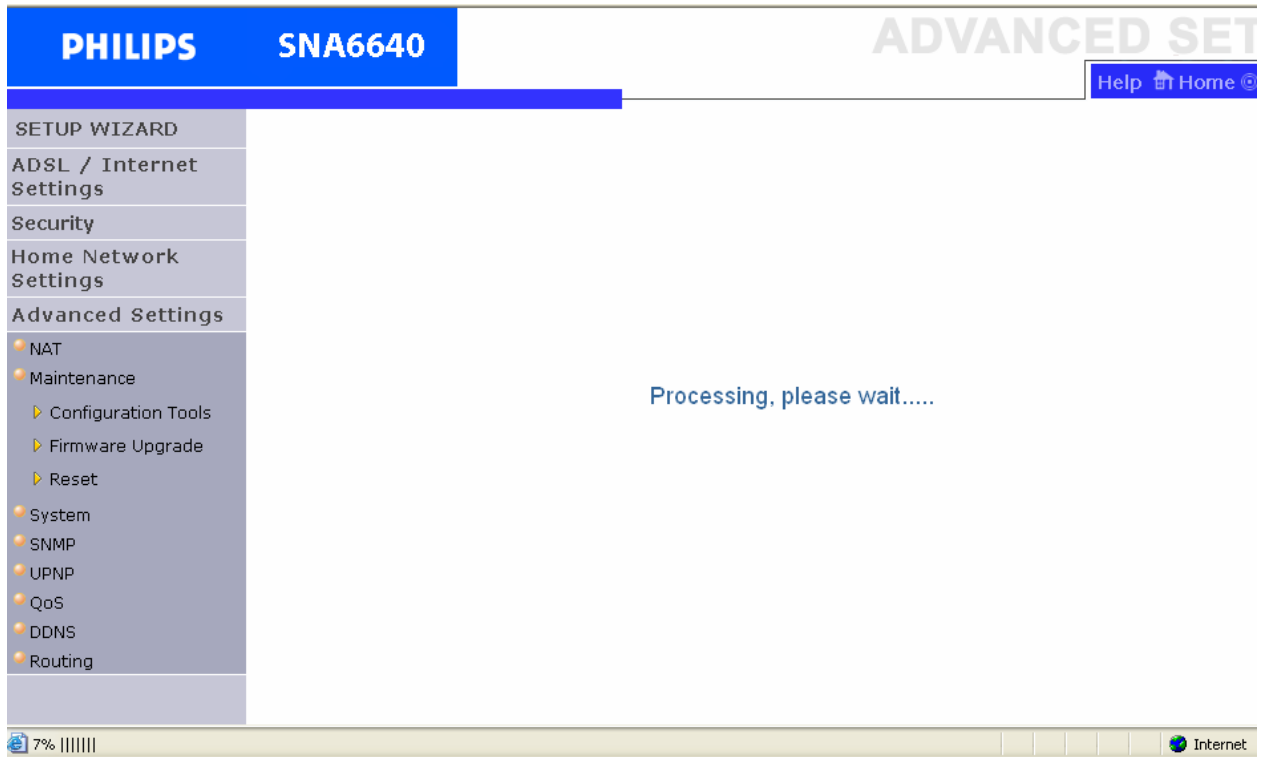 PHILIPS SNA6640
ADVANCED SET
Help Home
SETUP WIZARD
ADSL / Internet
Settings
Security
Home Network
Settings
Advanced Settings
NAT
Maintenance
Configuration Tools
Firmware Upgrade
Reset
System
SNMP
UPNP
QoS
DDNS
Routing
Processing, please wait.....
7% |||||||
Internet